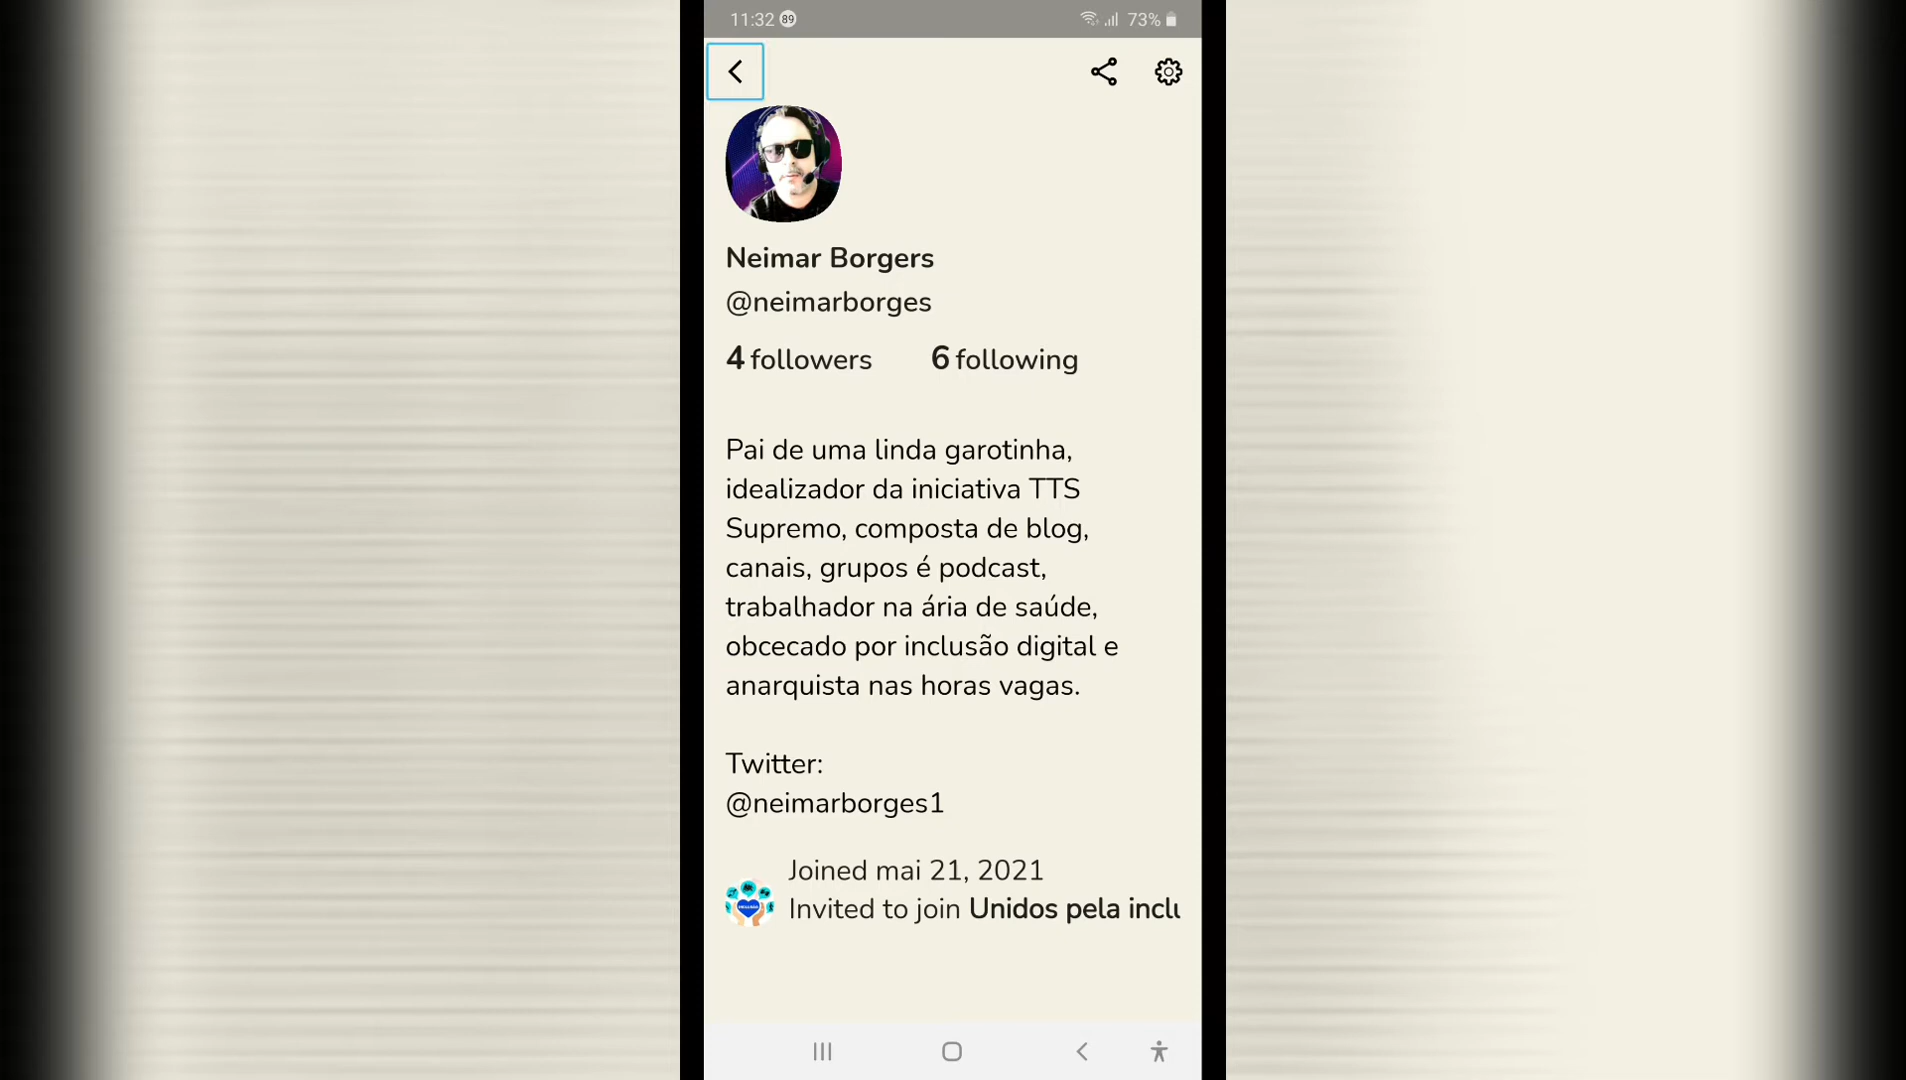 11:32 89 73%
Neimar Borgers
@neimarborges
4 followers 6 following
Pai de uma linda garotinha,
idealizador da iniciativa TTS
Supremo, composta de blog,
canais, grupos é podcast,
trabalhador na ária de saúde,
obcecado por inclusão digital e
anarquista nas horas vagas.
Twitter:
@neimarborges1
Joined mai 21, 2021
Invited to join Unidos pela inclu